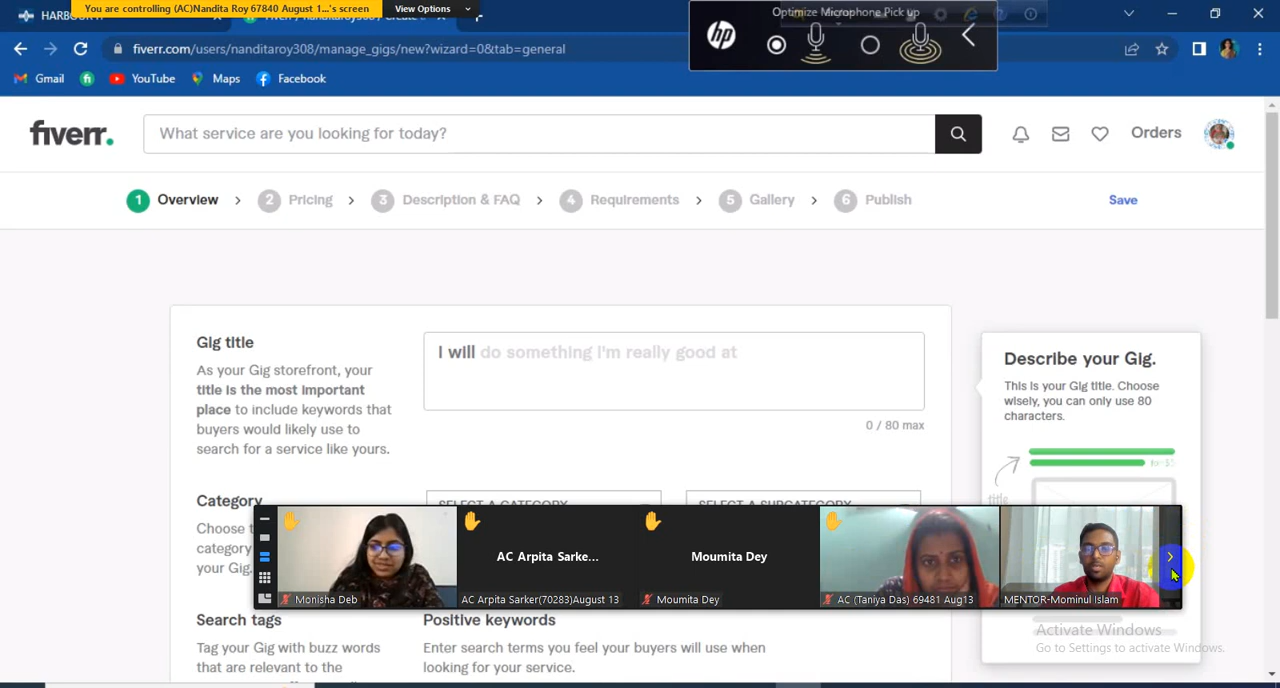 You are controlling (AC)Nandita Roy 67840 August 1...'s screen
View Options
Optimize Microphone Pick up
hp
fiverr.com/users/nanditaroy308/manage_gigs/new?wizard=0&tab=general
Gmail
YouTube
Maps
Facebook
fiverr.
What service are you looking for today?
Orders
1 Overview
2 Pricing
3 Description & FAQ
4 Requirements
5 Gallery
6 Publish
Save
Gig title
As your Gig storefront, your
title is the most important
place to include keywords that
buyers would likely use to
search for a service like yours.
I will do something I'm really good at
0 / 80 max
Describe your Gig.
This is your Gig title. Choose
wisely, you can only use 80
characters.
title
Category
SELECT A CATEGORY
SELECT A SUBCATEGORY
Choose t
category
your Gig.
Monisha Deb
AC Arpita Sarke...
AC Arpita Sarker(70283)August 13
Moumita Dey
Moumita Dey
AC (Taniya Das) 69481 Aug13
MENTOR-Mominul Islam
Search tags
Tag your Gig with buzz words
that are relevant to the
Positive keywords
Enter search terms you feel your buyers will use when
looking for your service.
Activate Windows
Go to Settings to activate Windows.